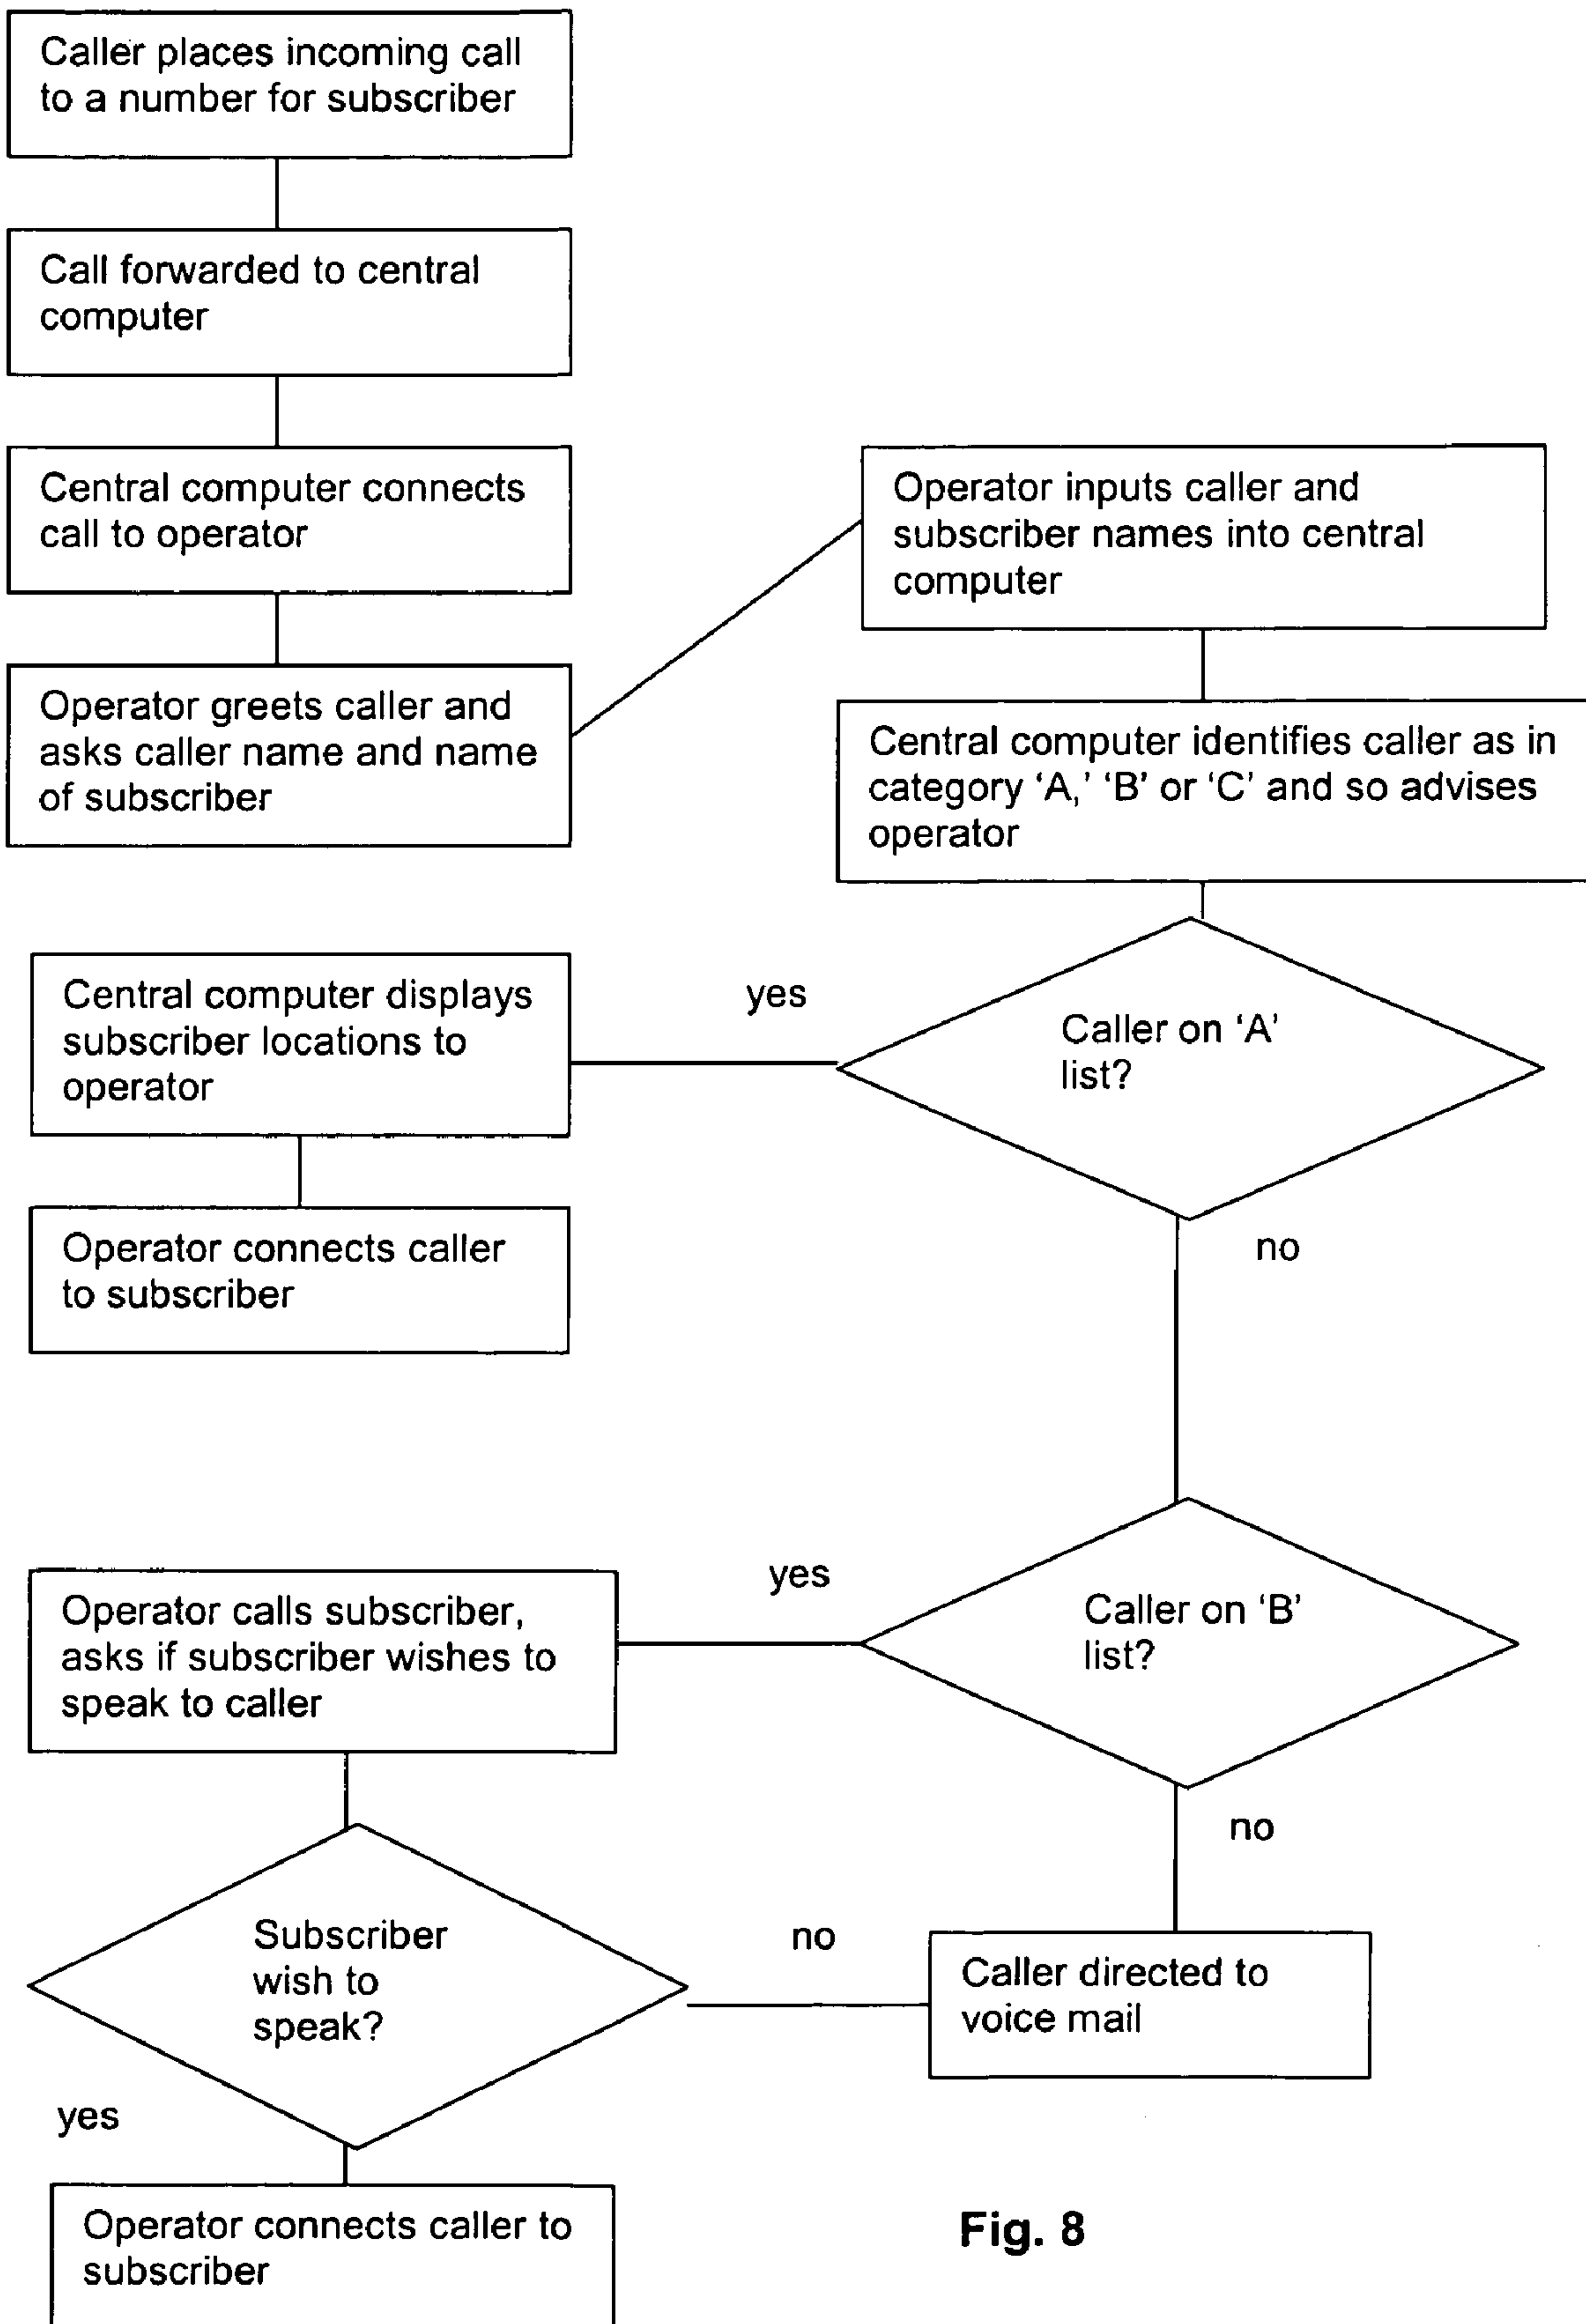 Caller places incoming call
to a number for subscriber
Call forwarded to central
computer
Central computer connects
call to operator
Operator greets caller and
asks caller name and name
of subscriber
Operator inputs caller and
subscriber names into central
computer
Central computer identifies caller as in
category ‘A,’ ‘B’ or ‘C’ and so advises
operator
Caller on ‘A’
list?
yes
Central computer displays
subscriber locations to
operator
Operator connects caller
to subscriber
no
Caller on ‘B’
list?
yes
Operator calls subscriber,
asks if subscriber wishes to
speak to caller
no
Subscriber
wish to
speak?
no
Caller directed to
voice mail
yes
Operator connects caller to
subscriber
Fig. 8